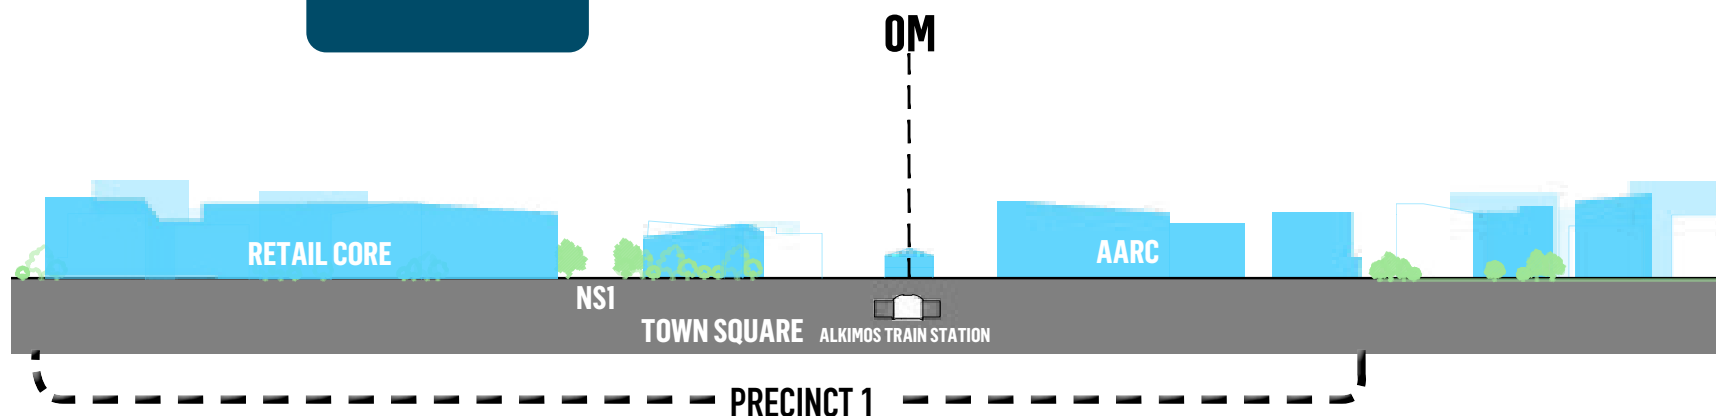 0M
RETAIL CORE
AARC
NS1
TOWN SQUARE
ALKIMOS TRAIN STATION
PRECINCT 1